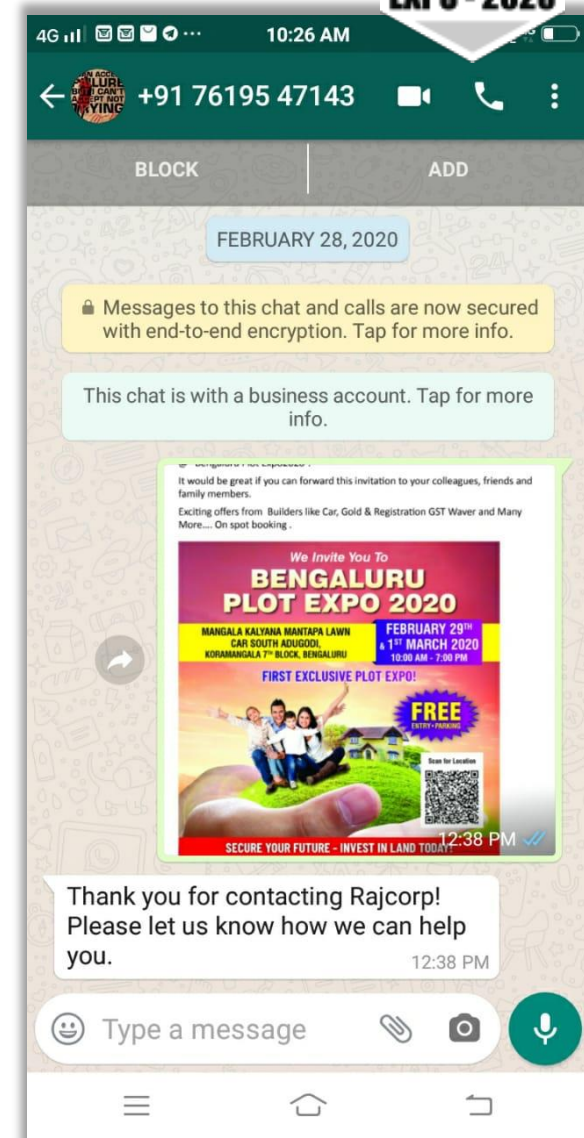 EXPO - 2020
4G 10:26 AM
+91 76195 47143
BLOCK ADD
FEBRUARY 28, 2020
Messages to this chat and calls are now secured
with end-to-end encryption. Tap for more info.
This chat is with a business account. Tap for more
info.
It would be great if you can forward this invitation to your colleagues, friends and
family members.
Exciting offers from Builders like Car, Gold & Registration GST Waver and Many
More.... On spot booking .
We Invite You To
BENGALURU
PLOT EXPO 2020
MANGALA KALYANA MANTAPA LAWN
CAR SOUTH ADUGODI,
KORAMANGALA 7TH BLOCK, BENGALURU
FEBRUARY 29TH
& 1ST MARCH 2020
10:00 AM - 7:00 PM
FIRST EXCLUSIVE PLOT EXPO!
FREE
ENTRY • PARKING
Scan for Location
SECURE YOUR FUTURE - INVEST IN LAND TODAY!
12:38 PM
Thank you for contacting Rajcorp!
Please let us know how we can help
you.
12:38 PM
Type a message